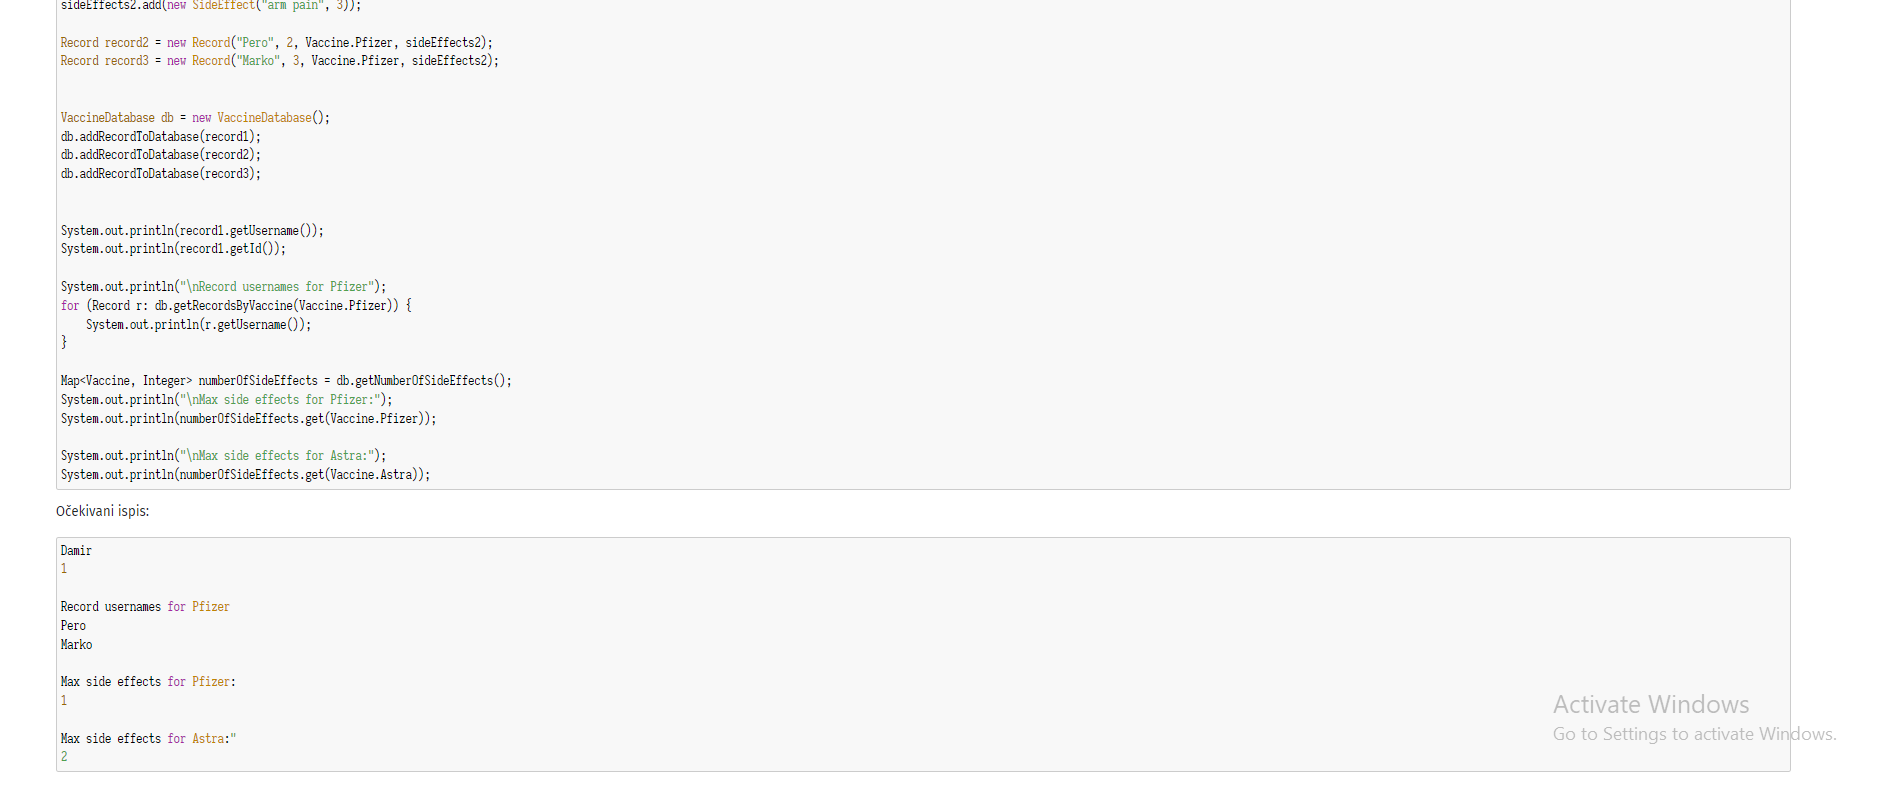 sideEffects2.add(new SideEffect("arm pain", 3));
Record record2 = new Record("Pero", 2, Vaccine.Pfizer, sideEffects2);
Record record3 = new Record("Marko", 3, Vaccine.Pfizer, sideEffects2);
VaccineDatabase db = new VaccineDatabase();
db.addRecordToDatabase(record1);
db.addRecordToDatabase(record2);
db.addRecordToDatabase(record3);
System.out.println(record1.getUsername());
System.out.println(record1.getId());
System.out.println("\nRecord usernames for Pfizer");
for (Record r: db.getRecordsByVaccine(Vaccine.Pfizer)) {
    System.out.println(r.getUsername());
}
Map<Vaccine, Integer> numberOfSideEffects = db.getNumberOfSideEffects();
System.out.println("\nMax side effects for Pfizer:");
System.out.println(numberOfSideEffects.get(Vaccine.Pfizer));
System.out.println("\nMax side effects for Astra:");
System.out.println(numberOfSideEffects.get(Vaccine.Astra));
Očekivani ispis:
Damir
1
Record usernames for Pfizer
Pero
Marko
Max side effects for Pfizer:
1
Max side effects for Astra:"
2
Activate Windows
Go to Settings to activate Windows.